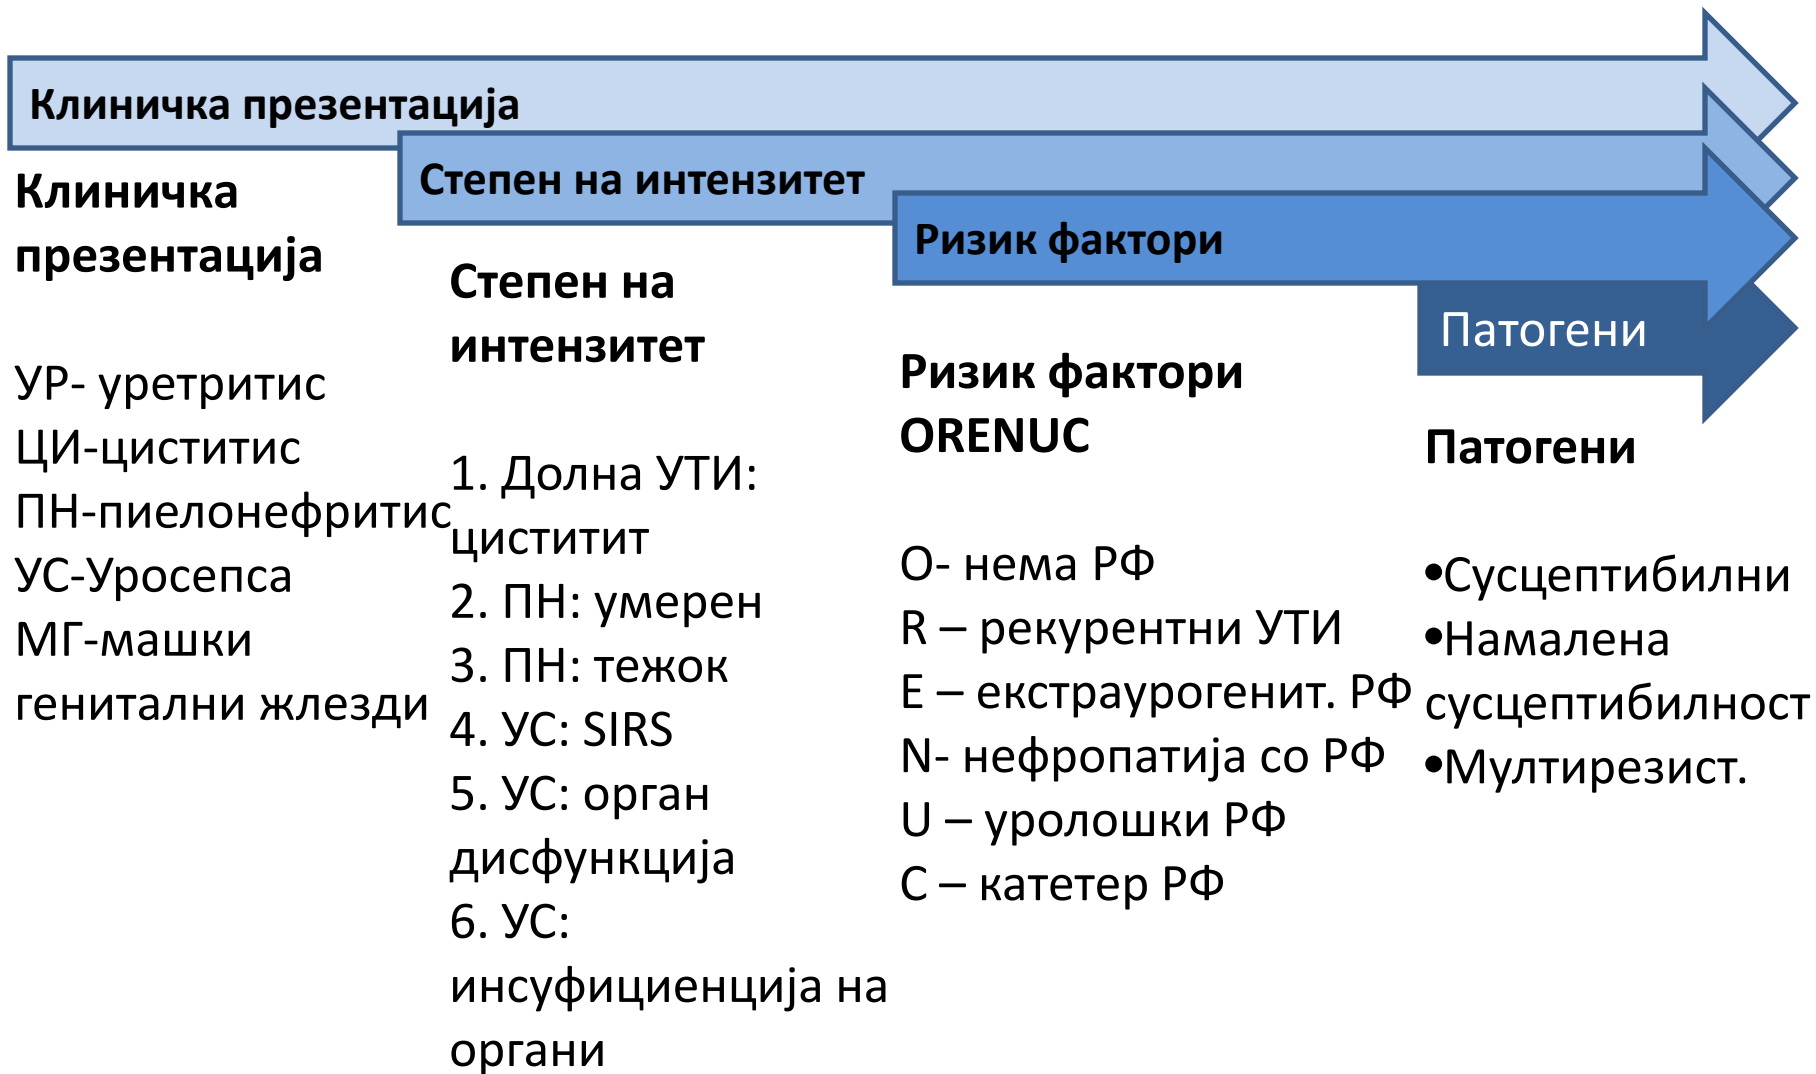 Клиничка презентација
Степен на интензитет
Ризик фактори
Патогени
Клиничка
презентација
УР- уретритис
ЦИ-циститис
ПН-пиелонефритис
УС-Уросепса
МГ-машки
генитални жлезди
Степен на
интензитет
1. Долна УТИ:
циститит
2. ПН: умерен
3. ПН: тежок
4. УС: SIRS
5. УС: орган
дисфункција
6. УС:
инсуфициенција на
органи
Ризик фактори
ORENUC
O- нема РФ
R – рекурентни УТИ
E – екстраурогенит. РФ
N- нефропатија со РФ
U – уролошки РФ
C – катетер РФ
Патогени
•Сусцептибилни
•Намалена
сусцептибилност
•Мултирезист.